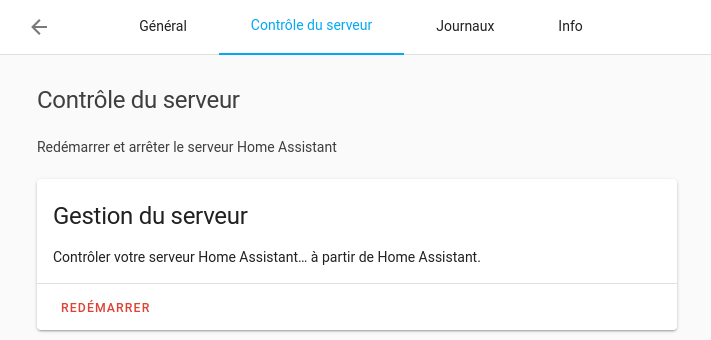 Général Contrôle du serveur Journaux Info
Contrôle du serveur
Redémarrer et arrêter le serveur Home Assistant
Gestion du serveur
Contrôler votre serveur Home Assistant… à partir de Home Assistant.
REDÉMARRER